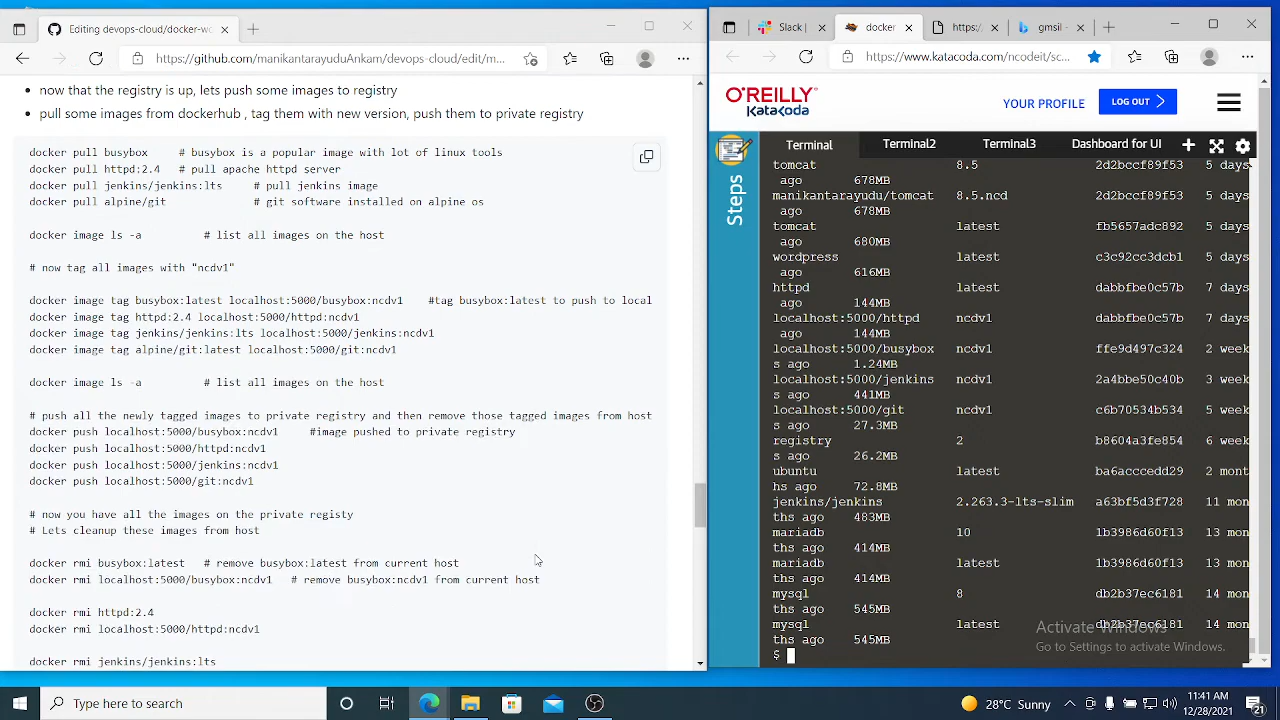 Editing devops-cloud/docker-wo
https://github.com/manikantarayuduAnkam/devops-cloud/edit/m...
now that the registry is up, lets push some images to registry
pull some images from dockerhub , tag them with new version, push them to private registry
docker pull busybox # busybox is a popular image with lot of linux tools
docker pull httpd:2.4 # pull apache httpd server
docker pull jenkins/jenkins:lts # pull jenkins image
docker pull alpine/git # git software installed on alpine os
docker image ls -a # list all images on the host
# now tag all images with "ncdv1"
docker image tag busybox:latest localhost:5000/busybox:ncdv1 #tag busybox:latest to push to local
docker image tag httpd:2.4 localhost:5000/httpd:ncdv1
docker image tag jenkins/jenkins:lts localhost:5000/jenkins:ncdv1
docker image tag alpine/git:latest localhost:5000/git:ncdv1
docker image ls -a # list all images on the host
# push all the newly tagged images to private registry and then remove those tagged images from host
docker push localhost:5000/busybox:ncdv1 #image pushed to private registry
docker push localhost:5000/httpd:ncdv1
docker push localhost:5000/jenkins:ncdv1
docker push localhost:5000/git:ncdv1
# now you have all the images on the private registy
# Lets cleanup these images from host
docker rmi busybox:latest # remove busybox:latest from current host
docker rmi localhost:5000/busybox:ncdv1 # remove busybox:ncdv1 from current host
docker rmi httpd:2.4
docker rmi localhost:5000/httpd:ncdv1
docker rmi jenkins/jenkins:lts
Slack |
docker
https:/
gmsil -
https://www.katacoda.com/ncodeit/sc...
O'REILLY
KataKoda
YOUR PROFILE
LOG OUT
Steps
Terminal Terminal2 Terminal3 Dashboard for UI
tomcat 8.5 2d2bccf89f53 5 days
ago 678MB
manikantarayudu/tomcat 8.5.ncd 2d2bccf89f53 5 days
ago 678MB
tomcat latest fb5657adc892 5 days
ago 680MB
wordpress latest c3c92cc3dcb1 5 days
ago 616MB
httpd latest dabbfbe0c57b 7 days
ago 144MB
localhost:5000/httpd ncdv1 dabbfbe0c57b 7 days
ago 144MB
localhost:5000/busybox ncdv1 ffe9d497c324 2 week
s ago 1.24MB
localhost:5000/jenkins ncdv1 2a4bbe50c40b 3 week
s ago 441MB
localhost:5000/git ncdv1 c6b70534b534 5 week
s ago 27.3MB
registry 2 b8604a3fe854 6 week
s ago 26.2MB
ubuntu latest ba6acccedd29 2 mont
hs ago 72.8MB
jenkins/jenkins 2.263.3-lts-slim a63bf5d3f728 11 mon
ths ago 483MB
mariadb 10 1b3986d60f13 13 mon
ths ago 414MB
mariadb latest 1b3986d60f13 13 mon
ths ago 414MB
mysql 8 db2b37ec6181 14 mon
ths ago 545MB
mysql latest db2b37ec6181 14 mon
ths ago 545MB
$
Activate Windows
Go to Settings to activate Windows.
Type here to search
28°C Sunny
11:41 AM
12/28/2021
21